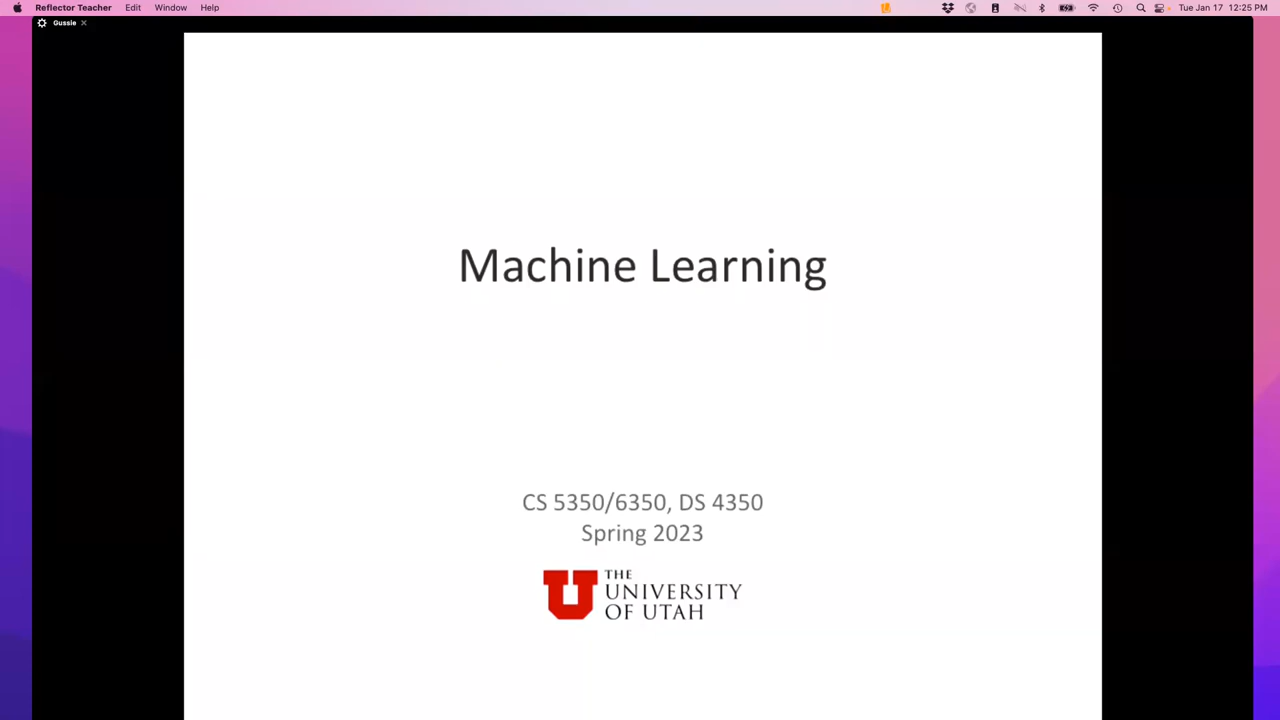 Reflector Teacher Edit Window Help Tue Jan 17 12:25 PM
Gussie
Machine Learning
CS 5350/6350, DS 4350
Spring 2023
U THE
UNIVERSITY
OF UTAH